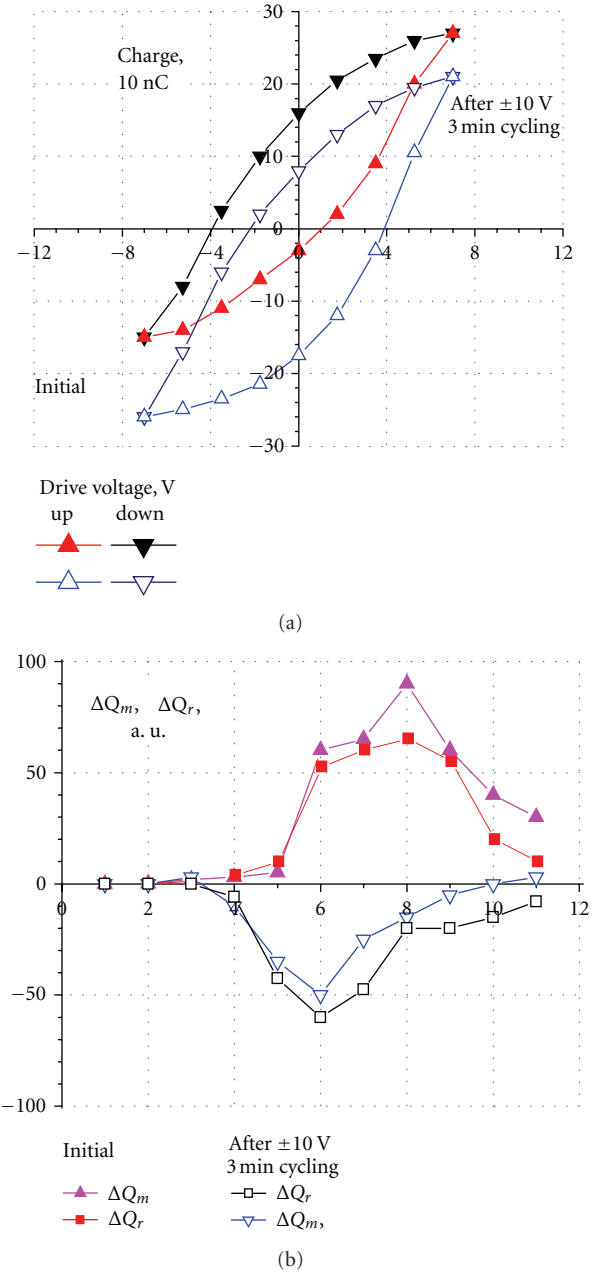 30
Charge,
10 nC
20
After ±10 V
3 min cycling
10
0
−12 −8 −4 0 4 8 12
−10
Initial
−20
−30
Drive voltage, V
up down
(a)
100
ΔQm, ΔQr,
a. u.
50
0
0 2 4 6 8 10 12
−50
−100
Initial After ±10 V
3 min cycling
ΔQm ΔQr
ΔQr ΔQm,
(b)